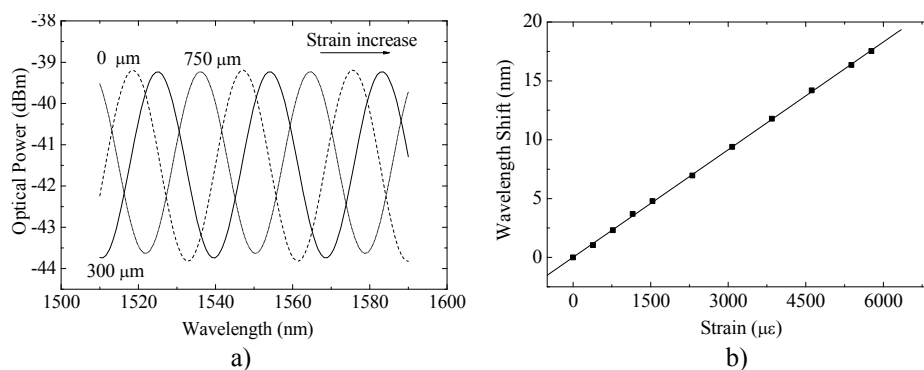 -38
-39
-40
-41
-42
-43
-44
Optical Power (dBm)
0 μm
750 μm
Strain increase
300 μm
1500
1520
1540
1560
1580
1600
Wavelength (nm)
a)
20
15
10
5
0
Wavelength Shift (nm)
0
1500
3000
4500
6000
Strain (με)
b)